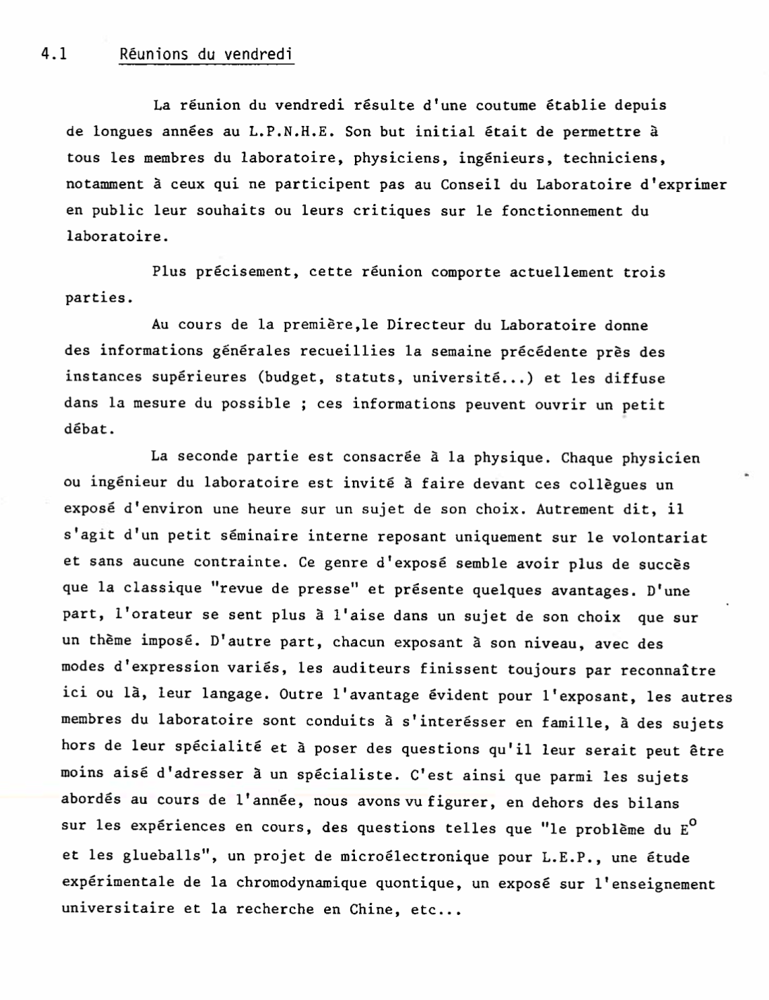 4.1 Réunions du vendredi
La réunion du vendredi résulte d'une coutume établie depuis
de longues années au L.P.N.H.E. Son but initial était de permettre à
tous les membres du laboratoire, physiciens, ingénieurs, techniciens,
notamment à ceux qui ne participent pas au Conseil du Laboratoire d'exprimer
en public leur souhaits ou leurs critiques sur le fonctionnement du
laboratoire.
Plus précisement, cette réunion comporte actuellement trois
parties.
Au cours de la première,le Directeur du Laboratoire donne
des informations générales recueillies la semaine précédente près des
instances supérieures (budget, statuts, université...) et les diffuse
dans la mesure du possible ; ces informations peuvent ouvrir un petit
débat.
La seconde partie est consacrée à la physique. Chaque physicien
ou ingénieur du laboratoire est invité à faire devant ces collègues un
exposé d'environ une heure sur un sujet de son choix. Autrement dit, il
s'agit d'un petit séminaire interne reposant uniquement sur le volontariat
et sans aucune contrainte. Ce genre d'exposé semble avoir plus de succès
que la classique "revue de presse" et présente quelques avantages. D'une
part, l'orateur se sent plus à l'aise dans un sujet de son choix que sur
un thème imposé. D'autre part, chacun exposant à son niveau, avec des
modes d'expression variés, les auditeurs finissent toujours par reconnaître
ici ou là, leur langage. Outre l'avantage évident pour l'exposant, les autres
membres du laboratoire sont conduits à s'interésser en famille, à des sujets
hors de leur spécialité et à poser des questions qu'il leur serait peut être
moins aisé d'adresser à un spécialiste. C'est ainsi que parmi les sujets
abordés au cours de l'année, nous avons vu figurer, en dehors des bilans
sur les expériences en cours, des questions telles que "le problème du E⁰
et les glueballs", un projet de microélectronique pour L.E.P., une étude
expérimentale de la chromodynamique quontique, un exposé sur l'enseignement
universitaire et la recherche en Chine, etc...